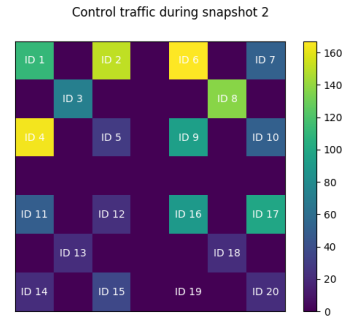 Control traffic during snapshot 2
ID 1 ID 2 ID 6 ID 7
ID 3 ID 8
ID 4 ID 5 ID 9 ID 10
ID 11 ID 12 ID 16 ID 17
ID 13 ID 18
ID 14 ID 15 ID 19 ID 20
160
140
120
100
80
60
40
20
0